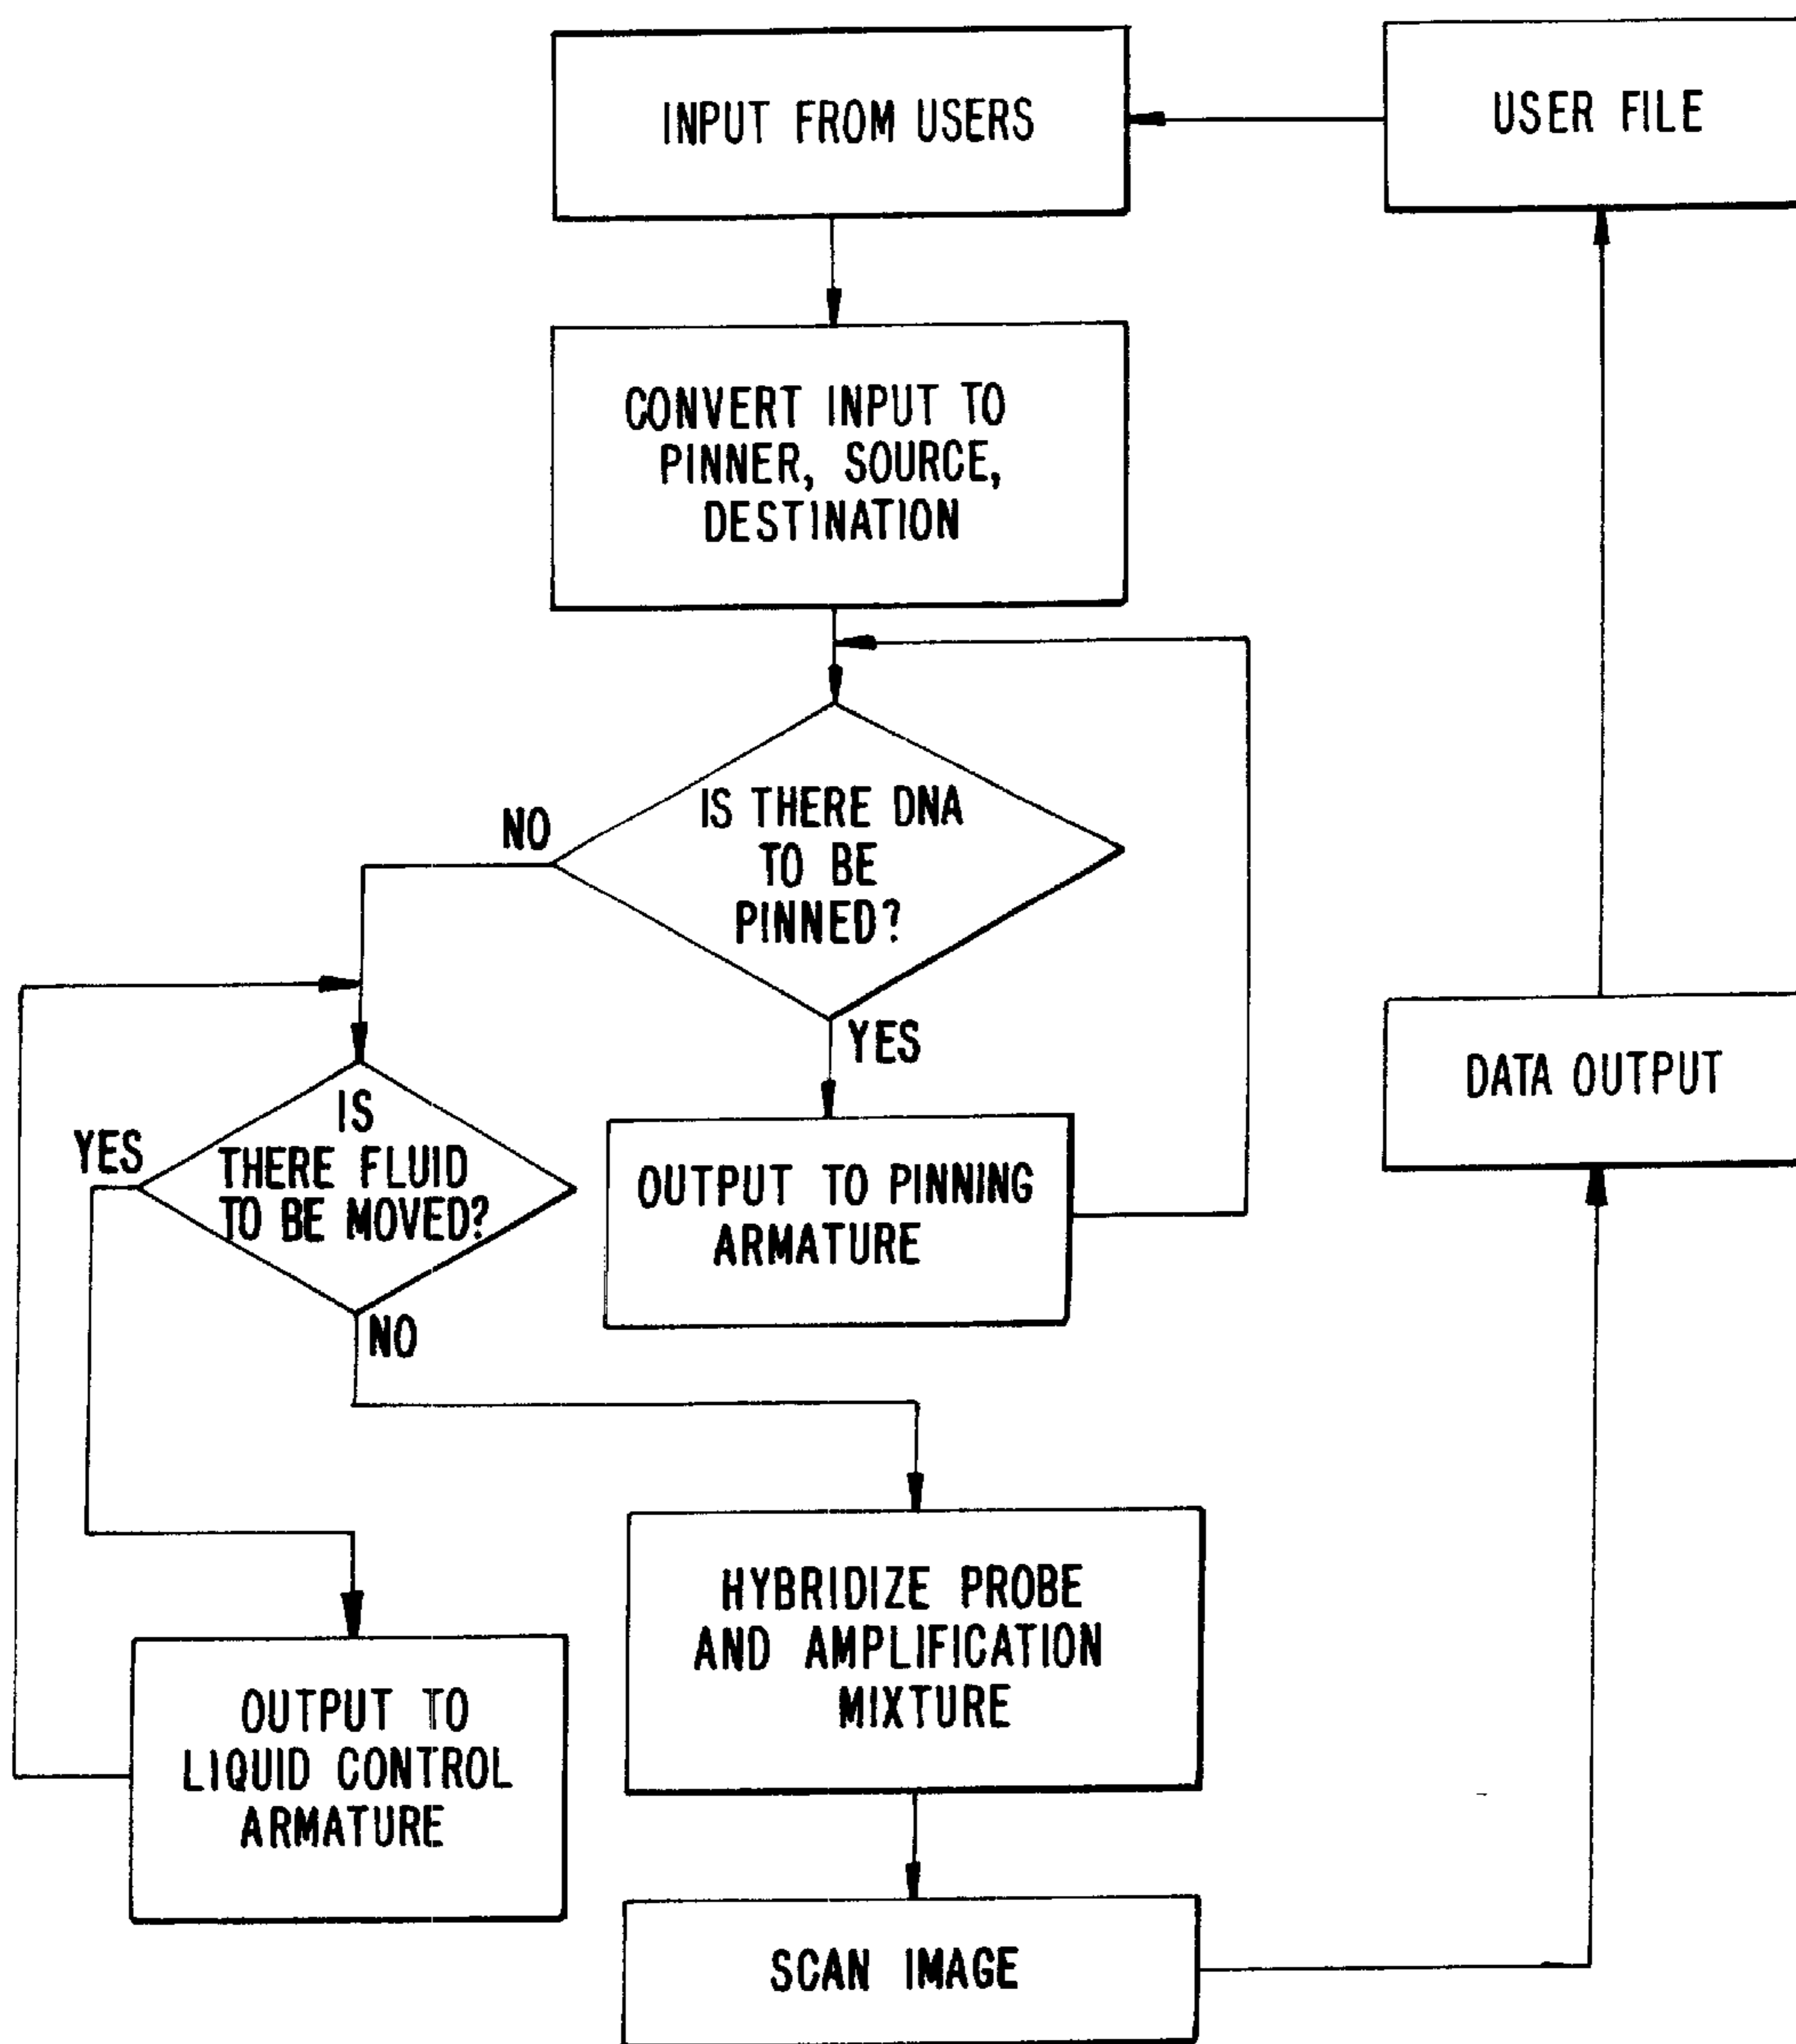 INPUT FROM USERS
USER FILE
CONVERT INPUT TO
PINNER, SOURCE,
DESTINATION
NO
IS THERE DNA
TO BE
PINNED?
YES
YES
IS
THERE FLUID
TO BE MOVED?
NO
OUTPUT TO PINNING
ARMATURE
DATA OUTPUT
HYBRIDIZE PROBE
AND AMPLIFICATION
MIXTURE
OUTPUT TO
LIQUID CONTROL
ARMATURE
SCAN IMAGE